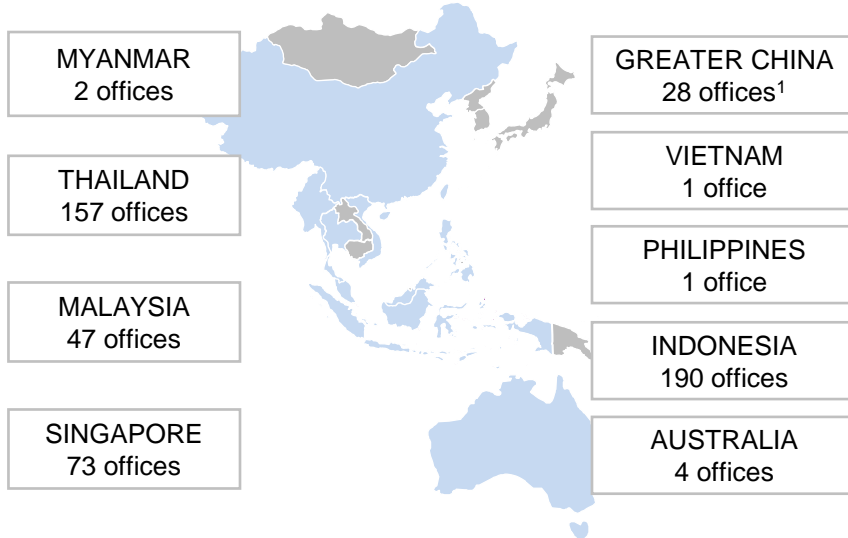 MYANMAR
2 offices
THAILAND
157 offices
MALAYSIA
47 offices
SINGAPORE
73 offices
GREATER CHINA
28 offices¹
VIETNAM
1 office
PHILIPPINES
1 office
INDONESIA
190 offices
AUSTRALIA
4 offices